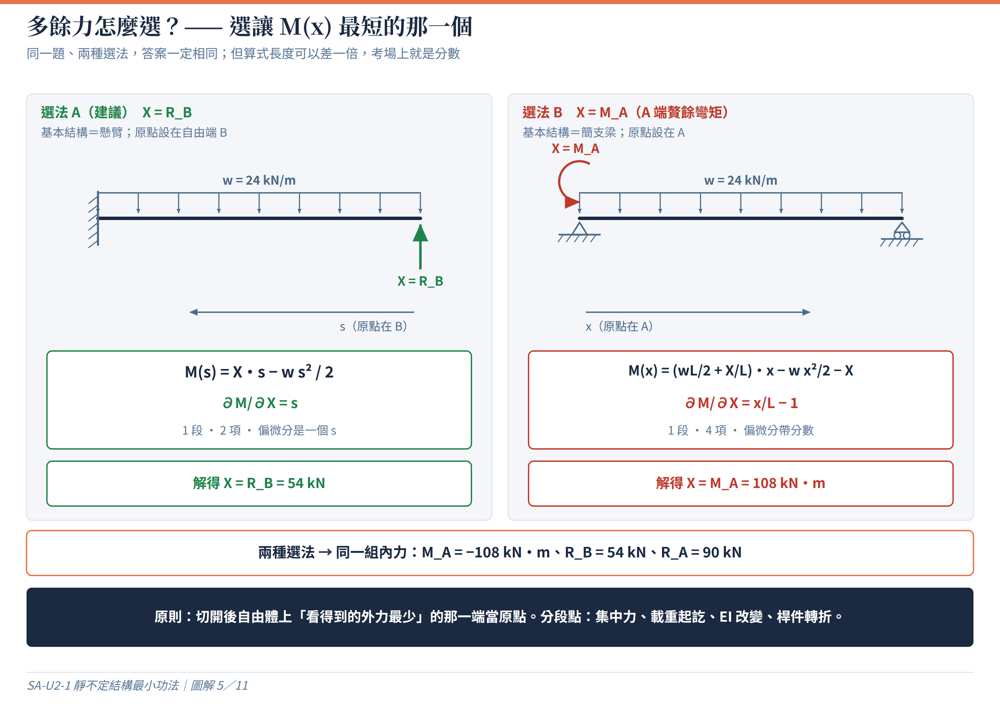 多餘力怎麼選？—— 選讓 M(x) 最短的那一個
同一題、兩種選法，答案一定相同；但算式長度可以差一倍，考場上就是分數
選法 A（建議） X = R_B
基本結構＝懸臂；原點設在自由端 B
w = 24 kN/m
X = R_B
s（原點在 B）
M(s) = X・s − w s² / 2
∂M/∂X = s
1 段 ・ 2 項 ・ 偏微分是一個 s
解得 X = R_B = 54 kN
選法 B　X = M_A（A 端贅餘彎矩）
基本結構＝簡支梁；原點設在 A
X = M_A
w = 24 kN/m
x（原點在 A）
M(x) = (wL/2 + X/L)・x − w x²/2 − X
∂M/∂X = x/L − 1
1 段 ・ 4 項 ・ 偏微分帶分數
解得 X = M_A = 108 kN・m
兩種選法 → 同一組內力：M_A = −108 kN・m、R_B = 54 kN、R_A = 90 kN
原則：切開後自由體上「看得到的外力最少」的那一端當原點。分段點：集中力、載重起訖、EI 改變、桿件轉折。
SA-U2-1 靜不定結構最小功法｜圖解 5／11